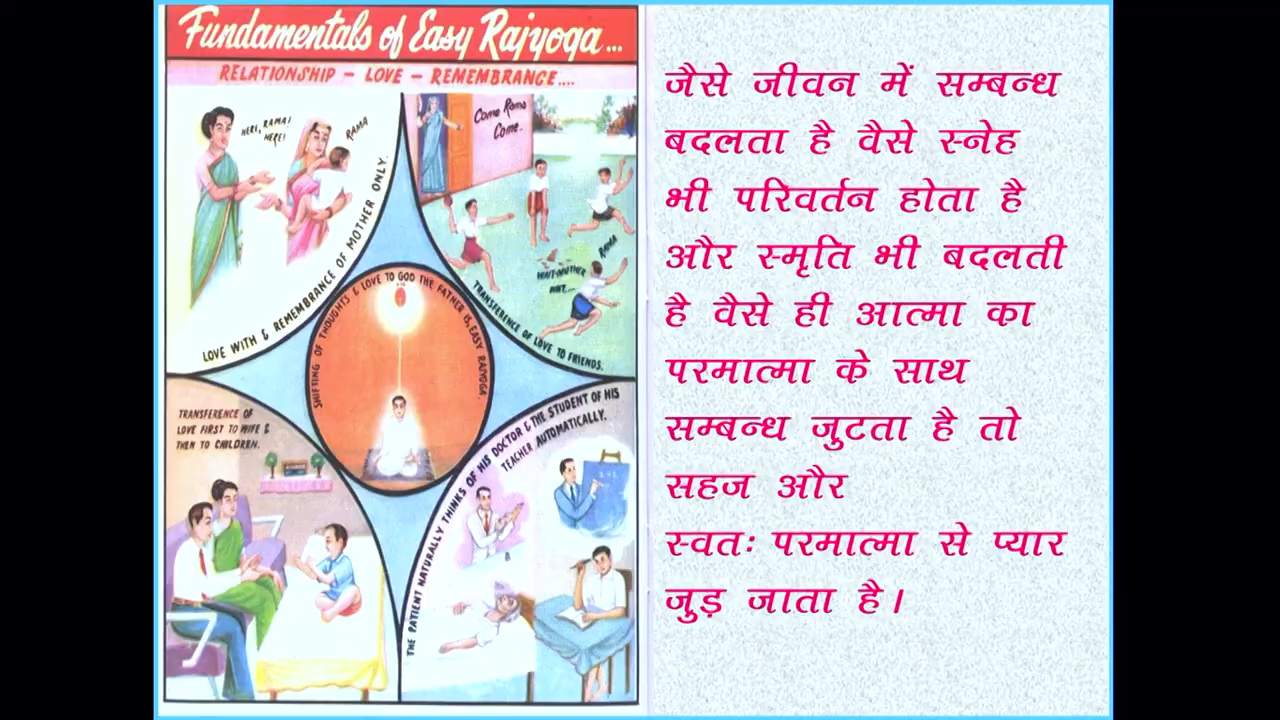 Fundamentals of Easy Rajyoga...
RELATIONSHIP - LOVE - REMEMBRANCE....
HERE, RAMA!
HERE!
RAMA
LOVE WITH & REMEMBRANCE OF MOTHER ONLY.
Come Rama
Come..
RAMA
WAIT-MOTHER
WAIT...
TRANSFERENCE OF LOVE TO FRIENDS.
SHIFTING OF THOUGHTS & LOVE TO GOD THE FATHER IS, EASY RAJYOGA.
TRANSFERENCE OF
LOVE FIRST TO WIFE &
THEN TO CHILDREN.
THE PATIENT NATURALLY THINKS OF HIS DOCTOR & THE STUDENT OF HIS
TEACHER AUTOMATICALLY.
जैसे जीवन में सम्बन्ध
बदलता है वैसे स्नेह
भी परिवर्तन होता है
और स्मृति भी बदलती
है वैसे ही आत्मा का
परमात्मा के साथ
सम्बन्ध जुटता है तो
सहज और
स्वतः परमात्मा से प्यार
जुड़ जाता है।